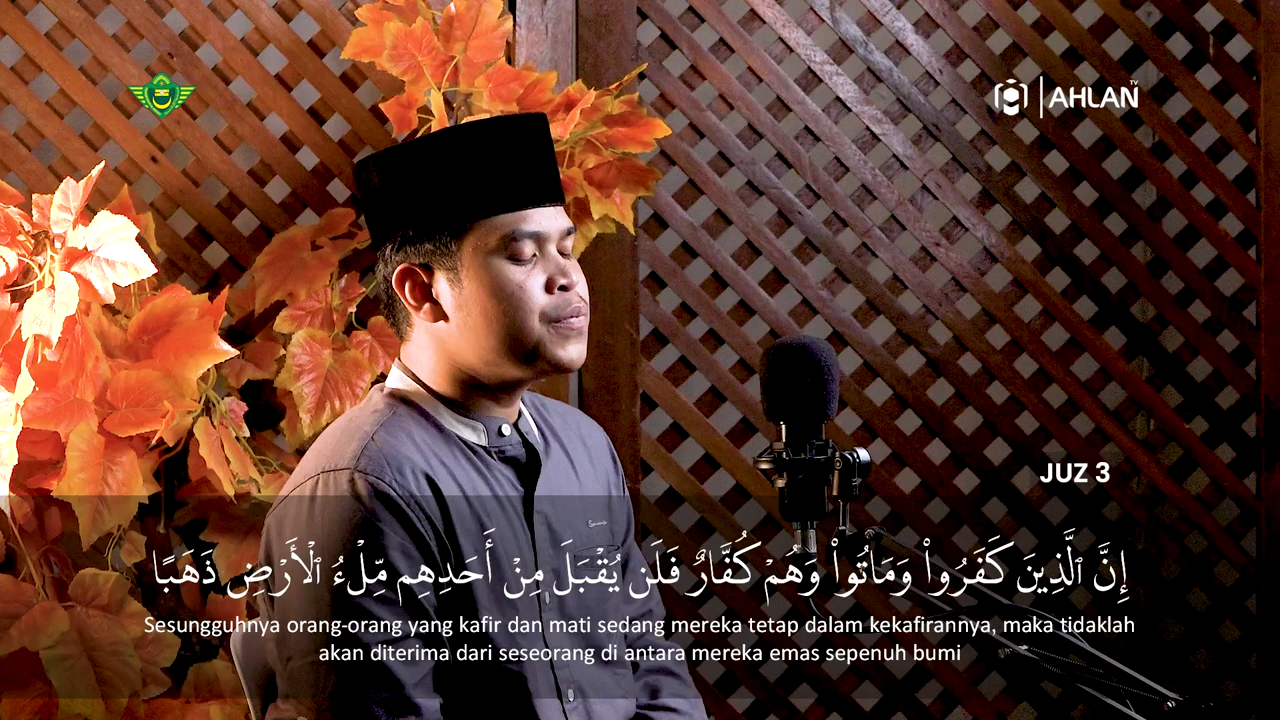 AHLAN TV
JUZ 3
إِنَّ ٱلَّذِينَ كَفَرُوا۟ وَمَاتُوا۟ وَهُمْ كُفَّارٌ فَلَن يُقْبَلَ مِنْ أَحَدِهِم مِّلْءُ ٱلْأَرْضِ ذَهَبًا
Sesungguhnya orang-orang yang kafir dan mati sedang mereka tetap dalam kekafirannya, maka tidaklah
akan diterima dari seseorang di antara mereka emas sepenuh bumi